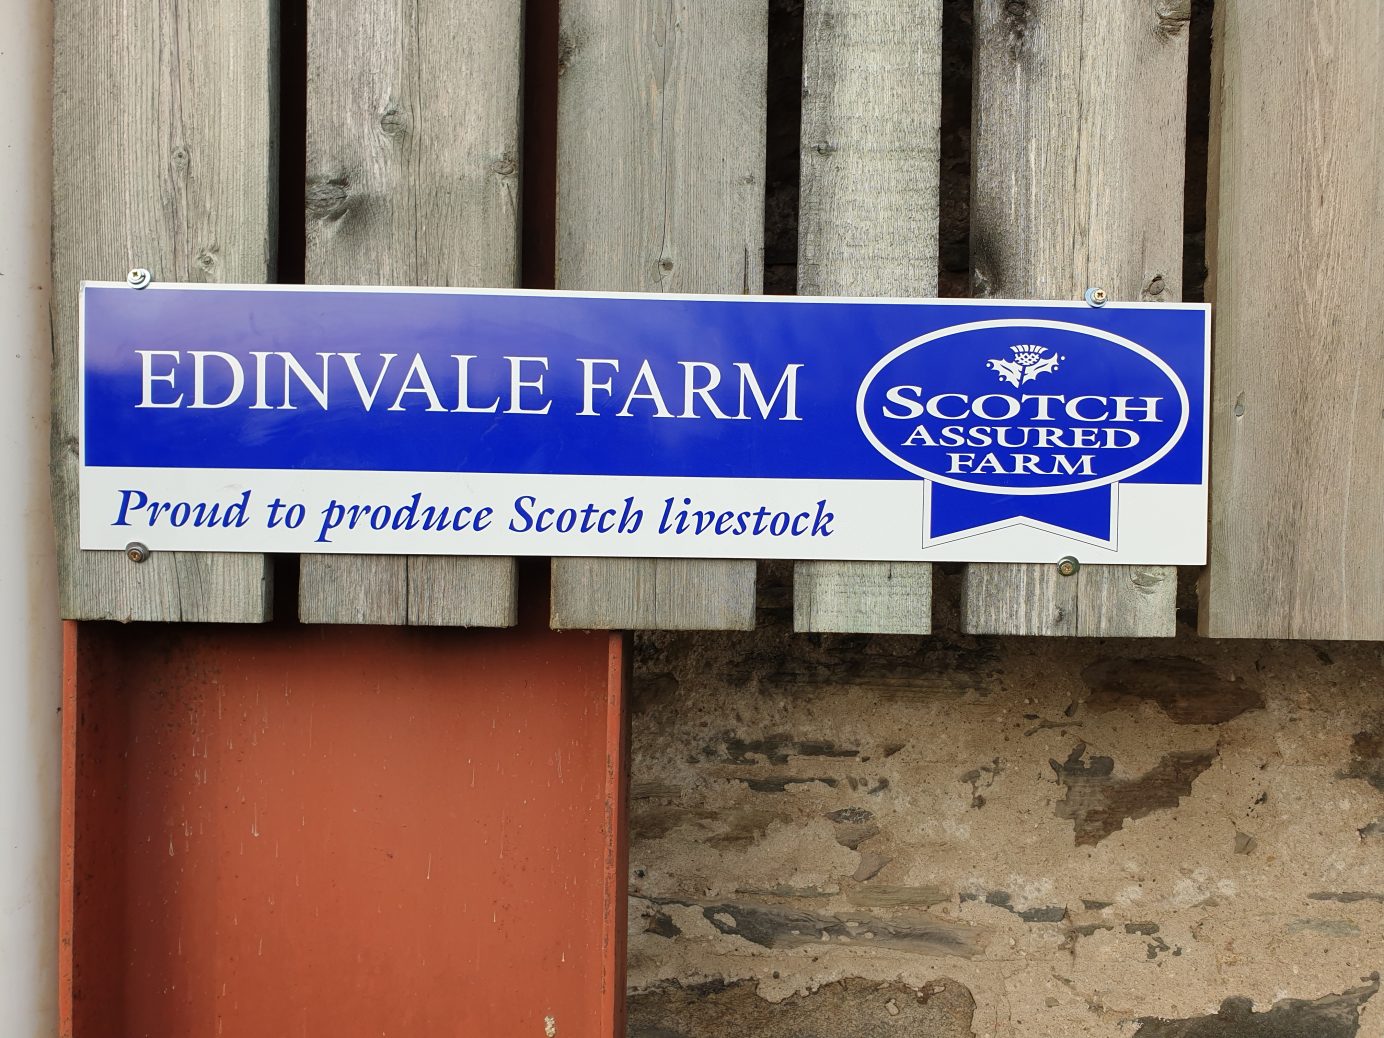 EDINVALE FARM
Proud to produce Scotch livestock
SCOTCH
ASSURED
FARM